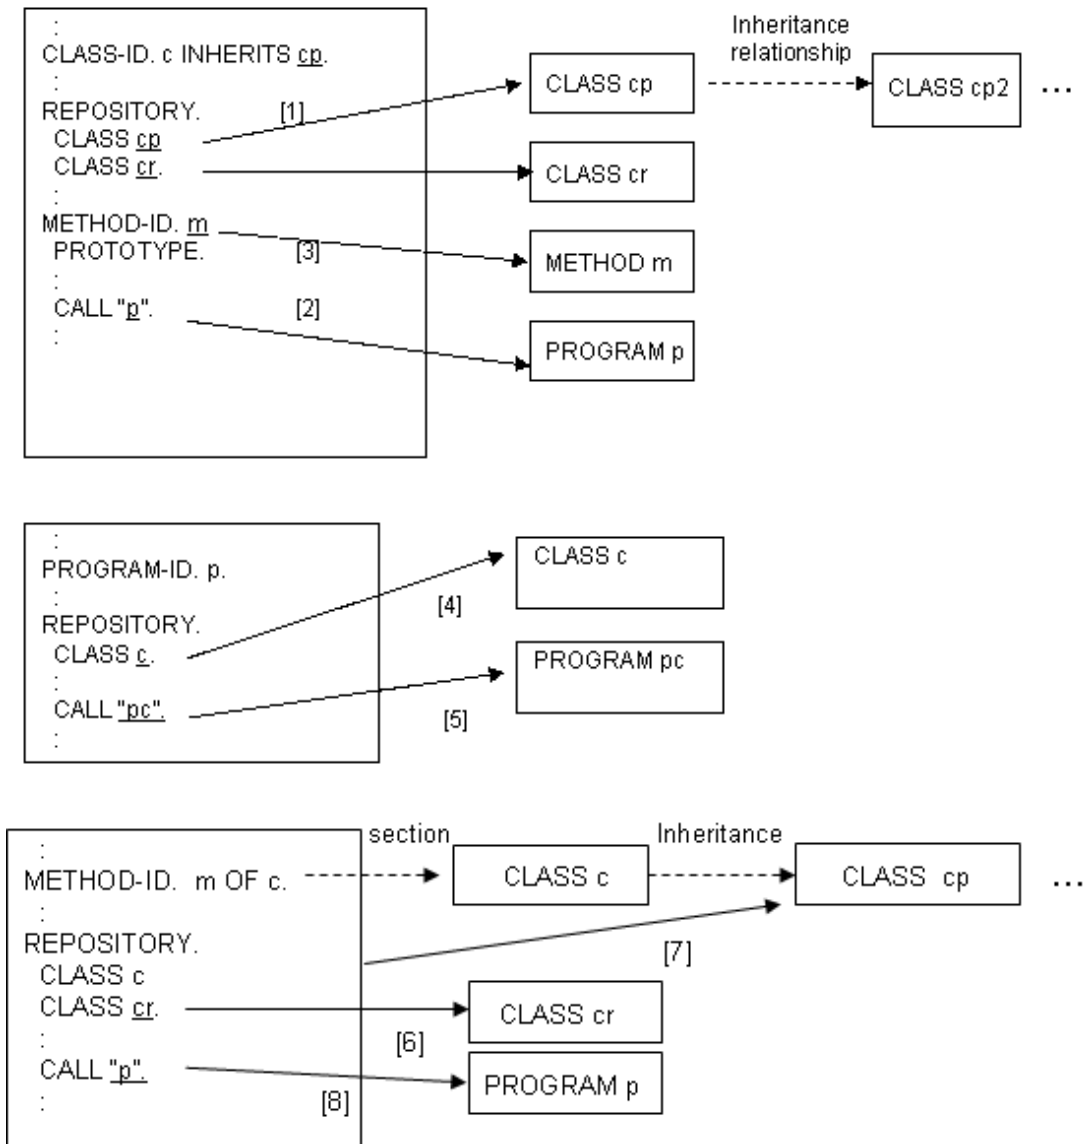 :
CLASS-ID. c INHERITS cp.
:
REPOSITORY.
CLASS cp
CLASS cr.
:
METHOD-ID. m
PROTOTYPE.
:
CALL "p".
:
[1]
[3]
[2]
CLASS cp
Inheritance
relationship
CLASS cp2
...
CLASS cr
METHOD m
PROGRAM p
:
PROGRAM-ID. p.
:
REPOSITORY.
CLASS c.
:
CALL "pc".
:
[4]
[5]
CLASS c
PROGRAM pc
:
METHOD-ID. m OF c.
:
REPOSITORY.
CLASS c
CLASS cr.
:
CALL "p".
:
section
CLASS c
Inheritance
CLASS cp
...
[7]
[6]
CLASS cr
[8]
PROGRAM p